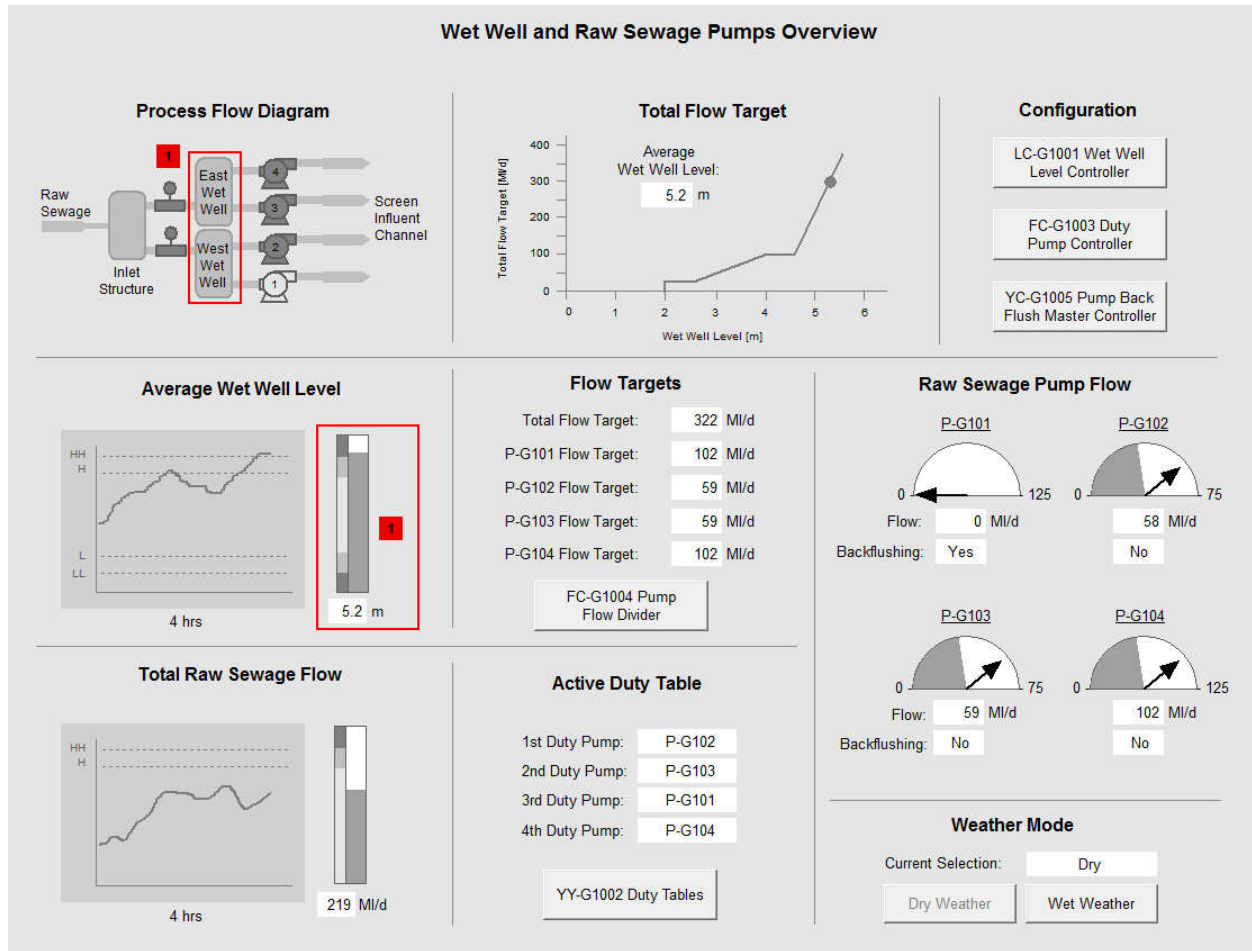 Wet Well and Raw Sewage Pumps Overview
Process Flow Diagram
1
Raw
Sewage
Inlet
Structure
East
Wet
Well
West
Wet
Well
4
3
2
1
Screen
Influent
Channel
Total Flow Target
Average
Wet Well Level:
5.2 m
Total Flow Target [Ml/d]
400
300
200
100
0
0 1 2 3 4 5 6
Wet Well Level [m]
Configuration
LC-G1001 Wet Well
Level Controller
FC-G1003 Duty
Pump Controller
YC-G1005 Pump Back
Flush Master Controller
Average Wet Well Level
HH
H
L
LL
4 hrs
1
5.2 m
Flow Targets
Total Flow Target: 322 Ml/d
P-G101 Flow Target: 102 Ml/d
P-G102 Flow Target: 59 Ml/d
P-G103 Flow Target: 59 Ml/d
P-G104 Flow Target: 102 Ml/d
FC-G1004 Pump
Flow Divider
Raw Sewage Pump Flow
P-G101
0 125
Flow: 0 Ml/d
Backflushing: Yes
P-G102
0 75
58 Ml/d
No
P-G103
0 75
Flow: 59 Ml/d
Backflushing: No
P-G104
0 125
102 Ml/d
No
Total Raw Sewage Flow
HH
H
4 hrs
219 Ml/d
Active Duty Table
1st Duty Pump: P-G102
2nd Duty Pump: P-G103
3rd Duty Pump: P-G101
4th Duty Pump: P-G104
YY-G1002 Duty Tables
Weather Mode
Current Selection: Dry
Dry Weather Wet Weather